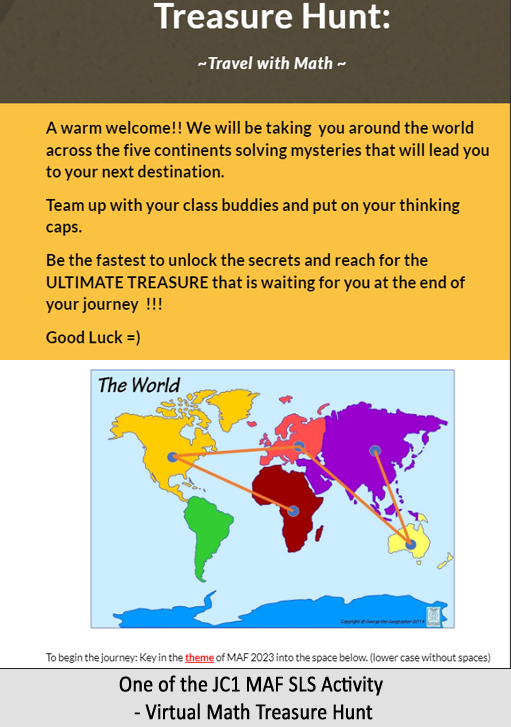 Treasure Hunt:
~Travel with Math ~
A warm welcome!! We will be taking you around the world
across the five continents solving mysteries that will lead you
to your next destination.
Team up with your class buddies and put on your thinking
caps.
Be the fastest to unlock the secrets and reach for the
ULTIMATE TREASURE that is waiting for you at the end of
your journey !!!
Good Luck =)
The World
Copyright © George the Geographer 2014
To begin the journey: Key in the theme of MAF 2023 into the space below. (lower case without spaces)
One of the JC1 MAF SLS Activity
- Virtual Math Treasure Hunt